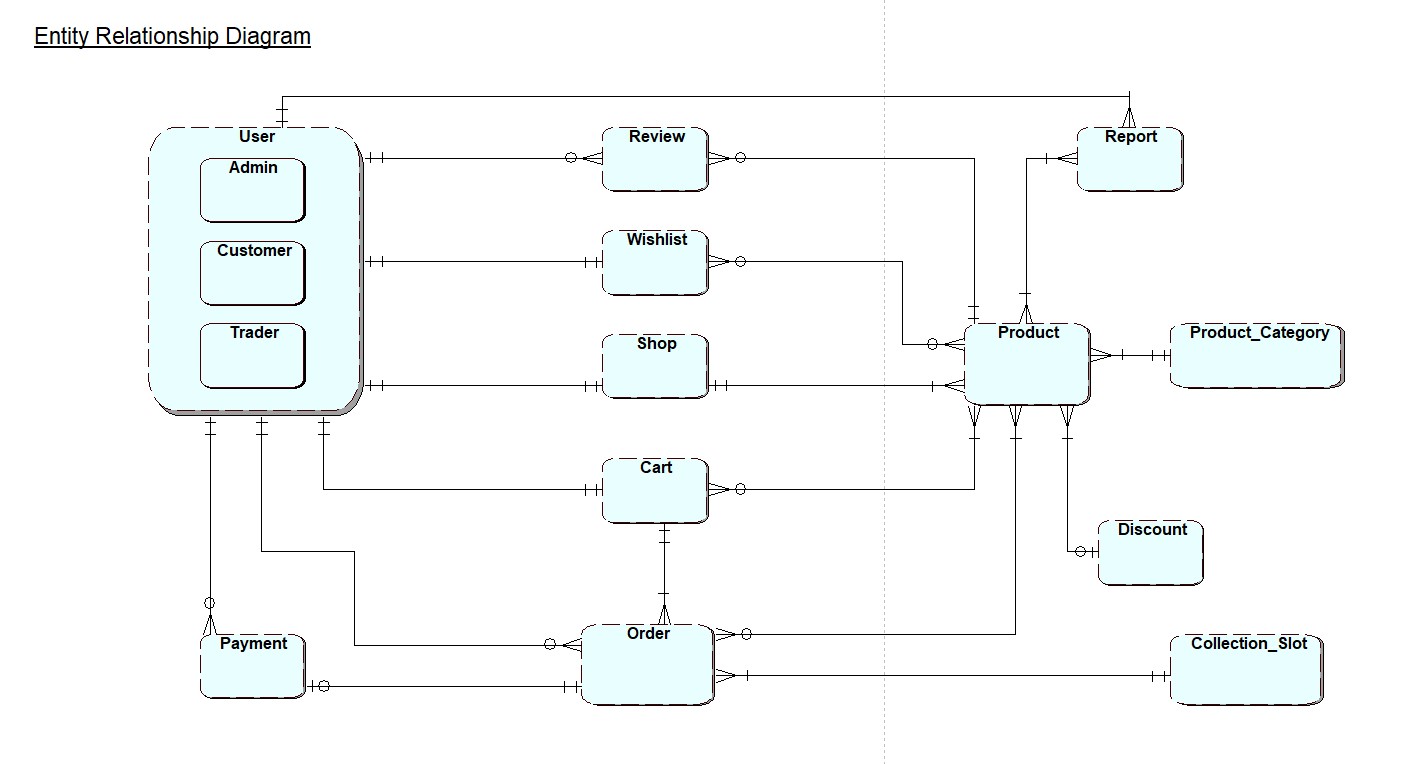 Entity Relationship Diagram
User
Review
Report
Admin
Wishlist
Customer
Trader
Shop
Product
Product_Category
Cart
Discount
Payment
Order
Collection_Slot